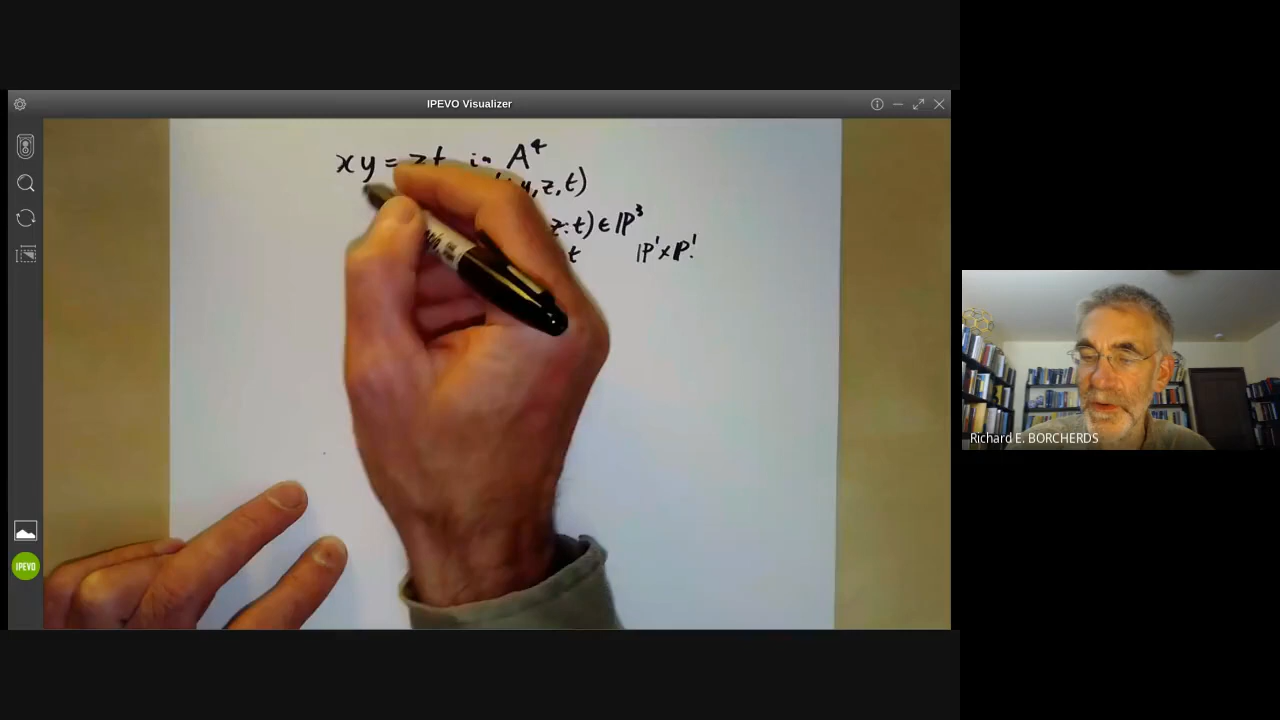 IPEVO Visualizer
xy = zt in A⁴
y, z, t)
z:t) ∈ ℙ³
t ℙ¹×ℙ¹.
Richard E. BORCHERDS
IPEVO